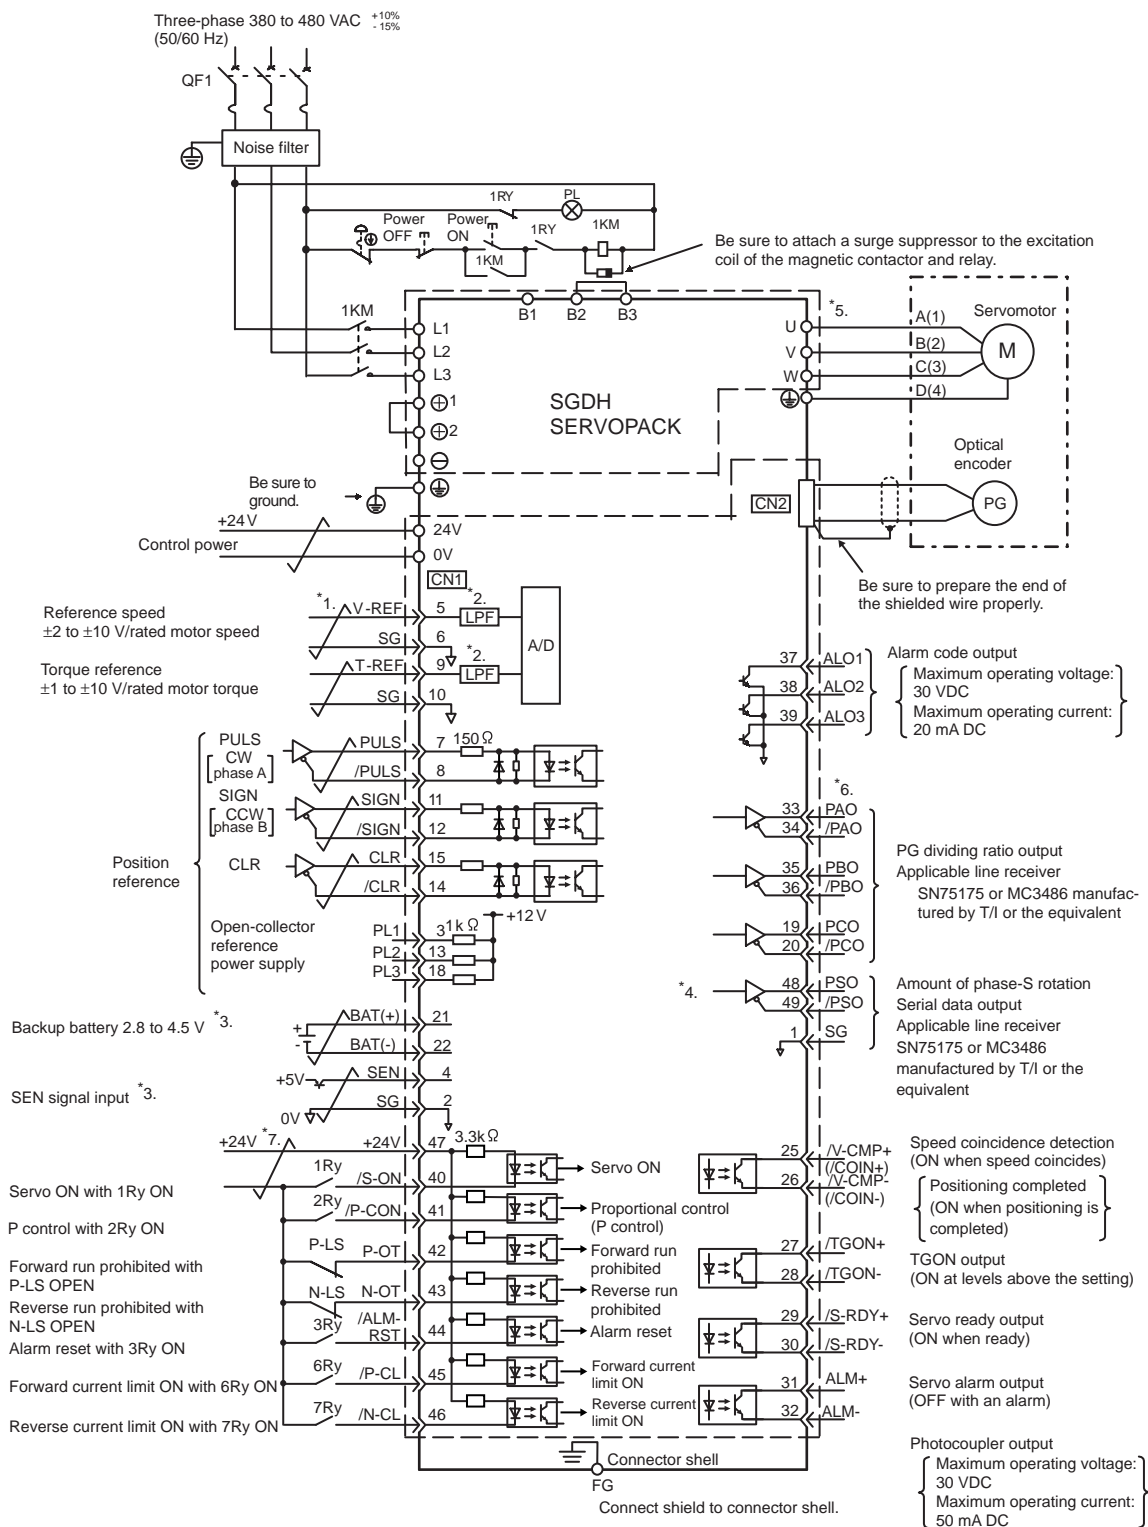 Three-phase 380 to 480 VAC +10% - 15%
(50/60 Hz)
QF1
Noise filter
1RY
PL
Power OFF
Power ON
1RY
1KM
1KM
Be sure to attach a surge suppressor to the excitation
coil of the magnetic contactor and relay.
B1
B2
B3
1KM
L1
L2
L3
1
2
SGDH
SERVOPACK
*5.
U
V
W
A(1)
B(2)
C(3)
D(4)
Servomotor
M
Optical
encoder
PG
CN2
Be sure to
ground.
+24V
Control power
24V
0V
CN1
Be sure to prepare the end of
the shielded wire properly.
Reference speed
±2 to ±10 V/rated motor speed
*1.
V-REF
5
*2.
LPF
SG
6
A/D
Torque reference
±1 to ±10 V/rated motor torque
T-REF
9
*2.
LPF
SG
10
37
ALO1
38
ALO2
39
ALO3
Alarm code output
Maximum operating voltage:
30 VDC
Maximum operating current:
20 mA DC
Position
reference
PULS
CW
phase A
PULS
7
150 Ω
/PULS
8
SIGN
CCW
phase B
SIGN
11
/SIGN
12
CLR
CLR
15
/CLR
14
Open-collector
reference
power supply
+12 V
PL1
3
1k Ω
PL2
13
PL3
18
*6.
33
PAO
34
/PAO
35
PBO
36
/PBO
19
PCO
20
/PCO
PG dividing ratio output
Applicable line receiver
SN75175 or MC3486 manufac-
tured by T/I or the equivalent
*4.
48
PSO
49
/PSO
1
SG
Amount of phase-S rotation
Serial data output
Applicable line receiver
SN75175 or MC3486
manufactured by T/I or the
equivalent
Backup battery 2.8 to 4.5 V *3.
+
-
BAT(+)
21
BAT(-)
22
SEN signal input *3.
+5V
SEN
4
0V
SG
2
+24V *7.
+24V
47
3.3k Ω
Servo ON with 1Ry ON
1Ry
/S-ON
40
Servo ON
P control with 2Ry ON
2Ry
/P-CON
41
Proportional control
(P control)
Forward run prohibited with
P-LS OPEN
P-LS
P-OT
42
Forward run
prohibited
Reverse run prohibited with
N-LS OPEN
N-LS
N-OT
43
Reverse run
prohibited
Alarm reset with 3Ry ON
3Ry
/ALM-
RST
44
Alarm reset
Forward current limit ON with 6Ry ON
6Ry
/P-CL
45
Forward current
limit ON
Reverse current limit ON with 7Ry ON
7Ry
/N-CL
46
Reverse current
limit ON
25
/V-CMP+
(/COIN+)
26
/V-CMP-
(/COIN-)
Speed coincidence detection
(ON when speed coincides)
Positioning completed
(ON when positioning is
completed)
27
/TGON+
28
/TGON-
TGON output
(ON at levels above the setting)
29
/S-RDY+
30
/S-RDY-
Servo ready output
(ON when ready)
31
ALM+
32
ALM-
Servo alarm output
(OFF with an alarm)
Photocoupler output
Maximum operating voltage:
30 VDC
Maximum operating current:
50 mA DC
Connector shell
FG
Connect shield to connector shell.